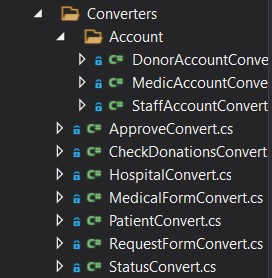 Converters
Account
C# DonorAccountConve
C# MedicAccountConve
C# StaffAccountConvert
C# ApproveConvert.cs
C# CheckDonationsConvert
C# HospitalConvert.cs
C# MedicalFormConvert.cs
C# PatientConvert.cs
C# RequestFormConvert.cs
C# StatusConvert.cs